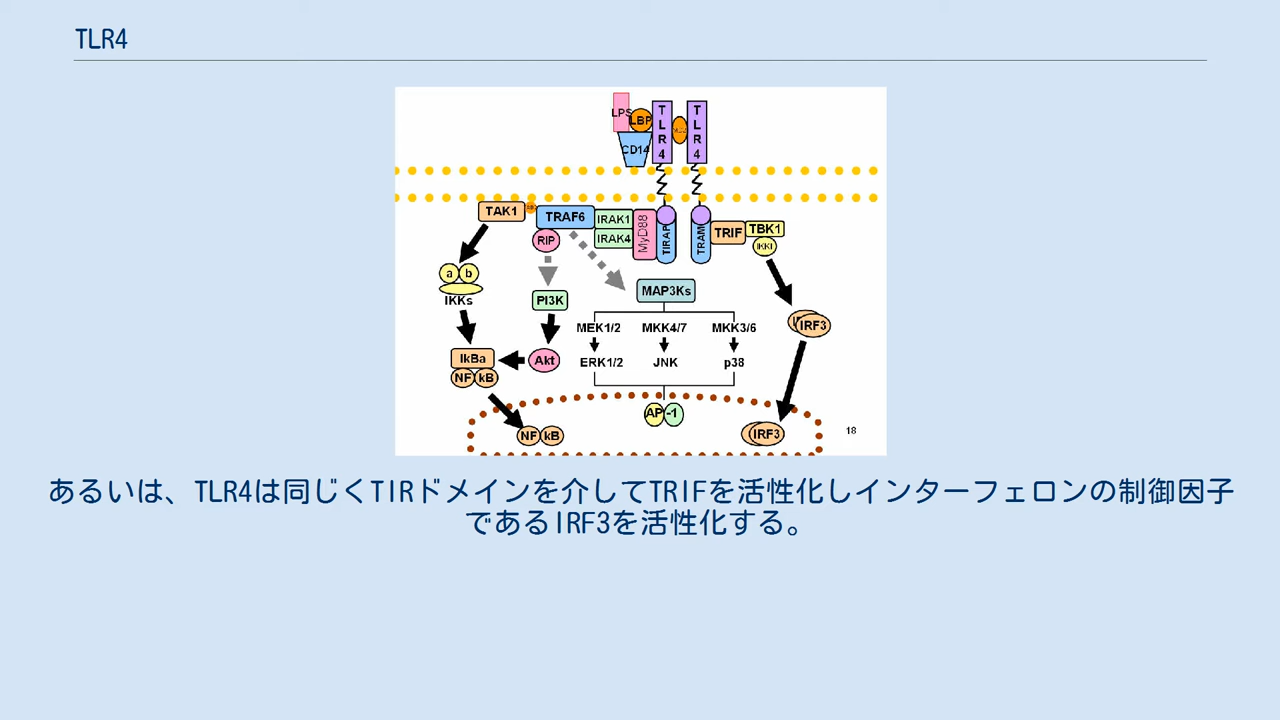 TLR4
LPS
LBP
CD14
TLR4
TLR4
TAK1
TRAF6
IRAK1
IRAK4
MyD88
TIRAP
TRAM
TRIF
TBK1
RIP
a b
IKKs
PI3K
MAP3Ks
MEK1/2 MKK4/7 MKK3/6
IRF3
IkBa
NF kB
Akt
ERK1/2 JNK p38
AP-1
NF kB
IRF3
18
あるいは、TLR4は同じくTIRドメインを介してTRIFを活性化しインターフェロンの制御因子
であるIRF3を活性化する。